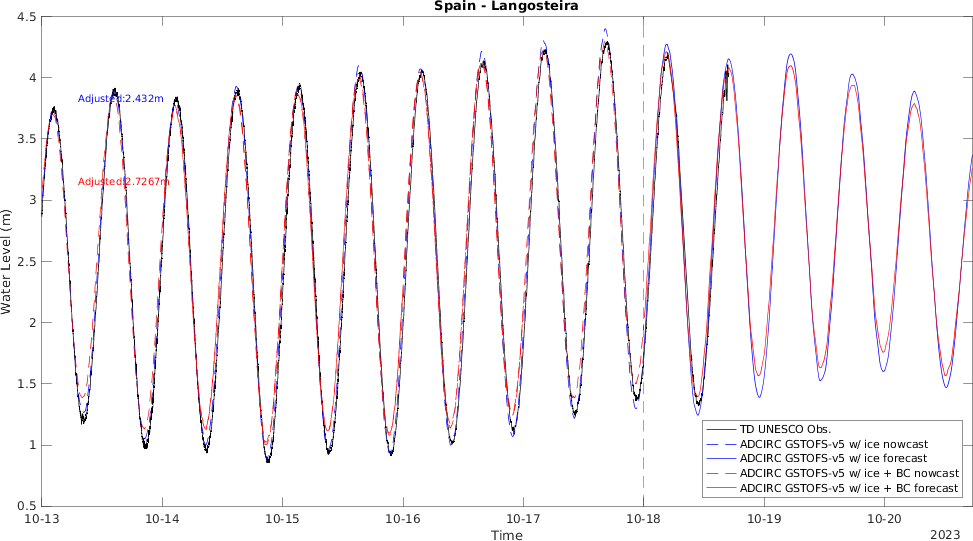 Spain - Langosteira
4.5
4
3.5
3
2.5
2
1.5
1
0.5
Water Level (m)
Adjusted:2.432m
Adjusted:2.7267m
TD UNESCO Obs.
ADCIRC GSTOFS-v5 w/ ice nowcast
ADCIRC GSTOFS-v5 w/ ice forecast
ADCIRC GSTOFS-v5 w/ ice + BC nowcast
ADCIRC GSTOFS-v5 w/ ice + BC forecast
10-13 10-14 10-15 10-16 10-17 10-18 10-19 10-20
Time
2023